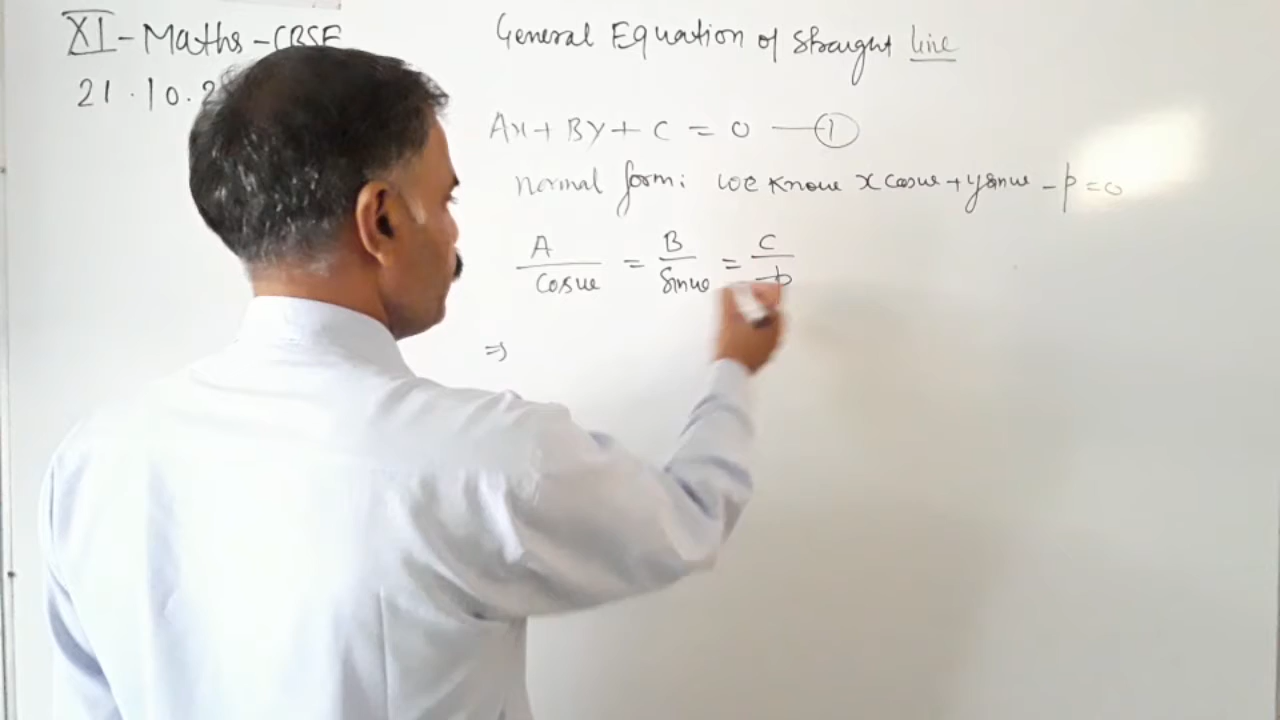 XI - Maths - CBSE
21.10.2
General Equation of Straight line
Ax + By + C = 0 —①
normal form: we know x cosω + y sinω - p = 0
A/cosω = B/sinω = C/-p
⇒